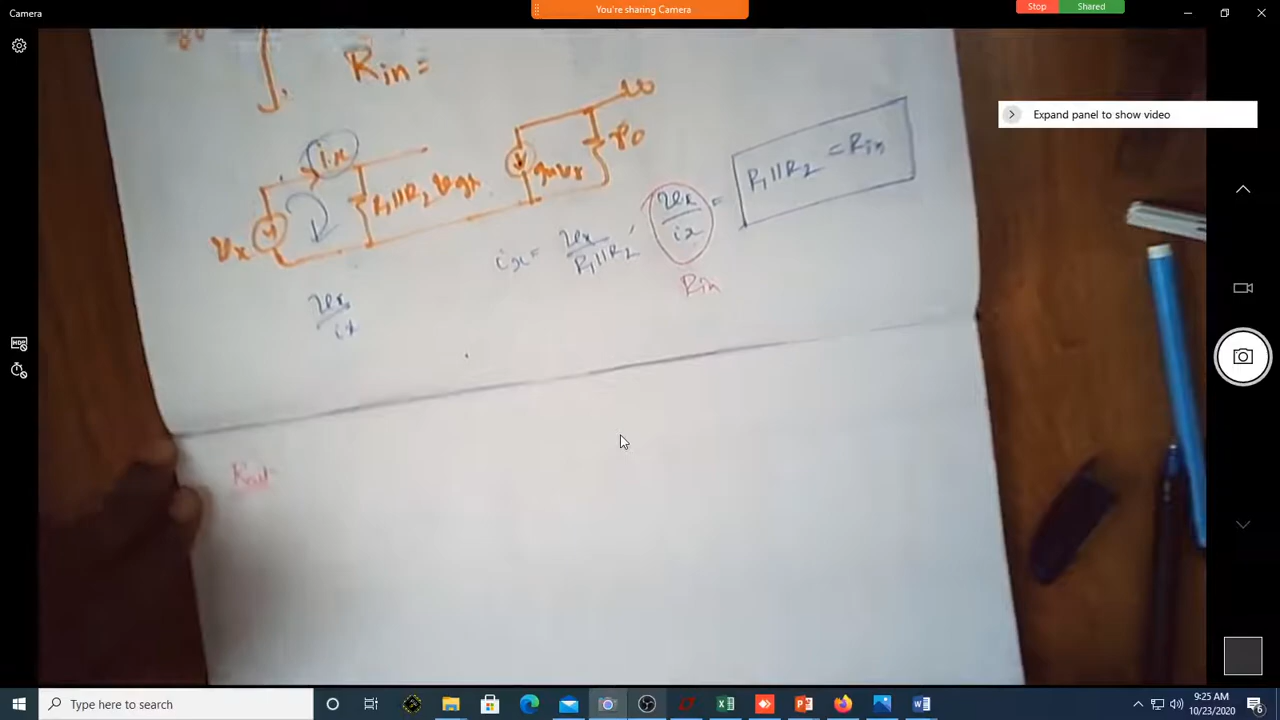 Camera
You're sharing Camera
Stop
Shared
Expand panel to show video
Rin =
ix
R1||R2
gmvx
ro
vx
ix = vx / R1||R2 , vx / ix = R1||R2 = Rin
Rin
vx / ix
Rout
Type here to search
9:25 AM
10/23/2020